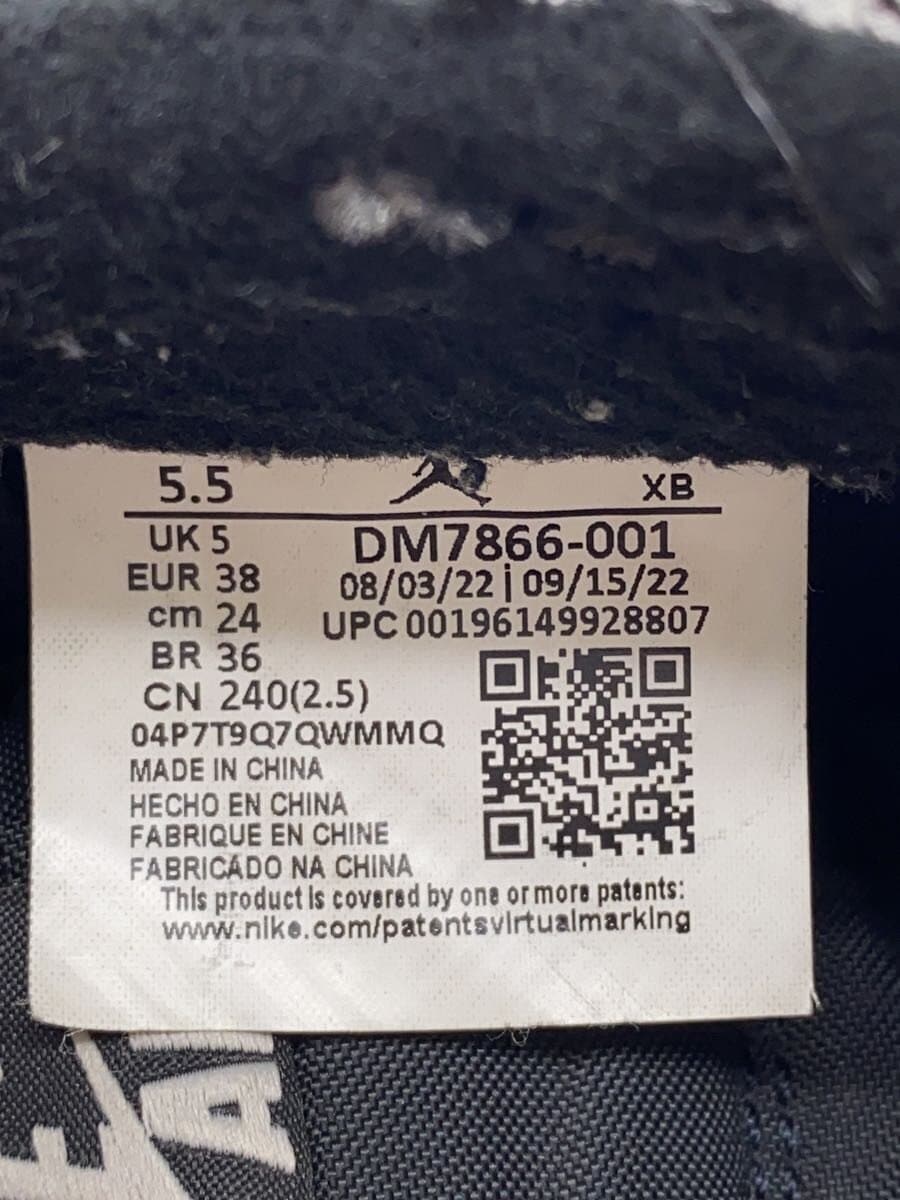 5.5 XB
UK 5 DM7866-001
EUR 38 08/03/22 | 09/15/22
cm 24 UPC 00196149928807
BR 36
CN 240(2.5)
04P7T9Q7QWMMQ
MADE IN CHINA
HECHO EN CHINA
FABRIQUE EN CHINE
FABRICADO NA CHINA
This product is covered by one or more patents:
www.nike.com/patentsvirtualmarking